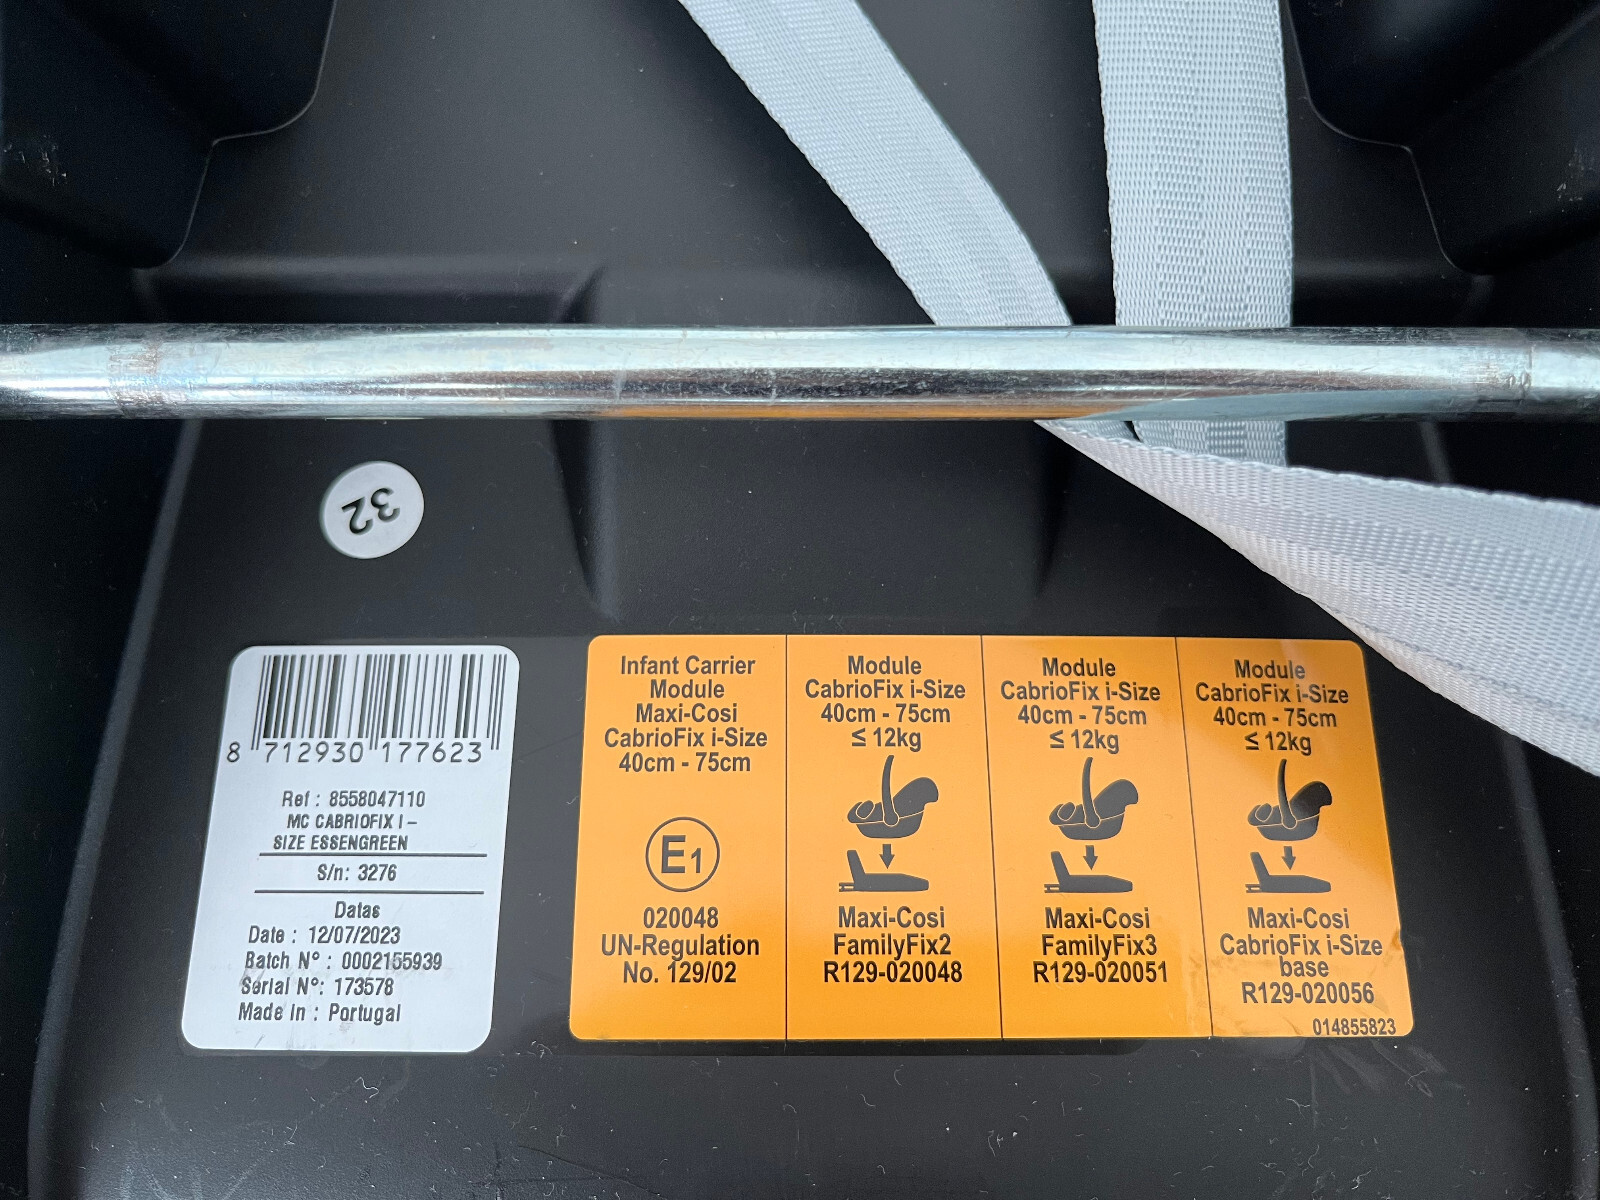 32
8 712930 177623
Ref : 8558047110
MC CABRIOFIX I –
SIZE ESSENGREEN
S/n: 3276
Datas
Date : 12/07/2023
Batch N° : 0002155939
Serial N°: 173578
Made in : Portugal
Infant Carrier
Module
Maxi-Cosi
CabrioFix i-Size
40cm - 75cm
E1
020048
UN-Regulation
No. 129/02
Module
CabrioFix i-Size
40cm - 75cm
≤ 12kg
Maxi-Cosi
FamilyFix2
R129-020048
Module
CabrioFix i-Size
40cm - 75cm
≤ 12kg
Maxi-Cosi
FamilyFix3
R129-020051
Module
CabrioFix i-Size
40cm - 75cm
≤ 12kg
Maxi-Cosi
CabrioFix i-Size
base
R129-020056
014855823